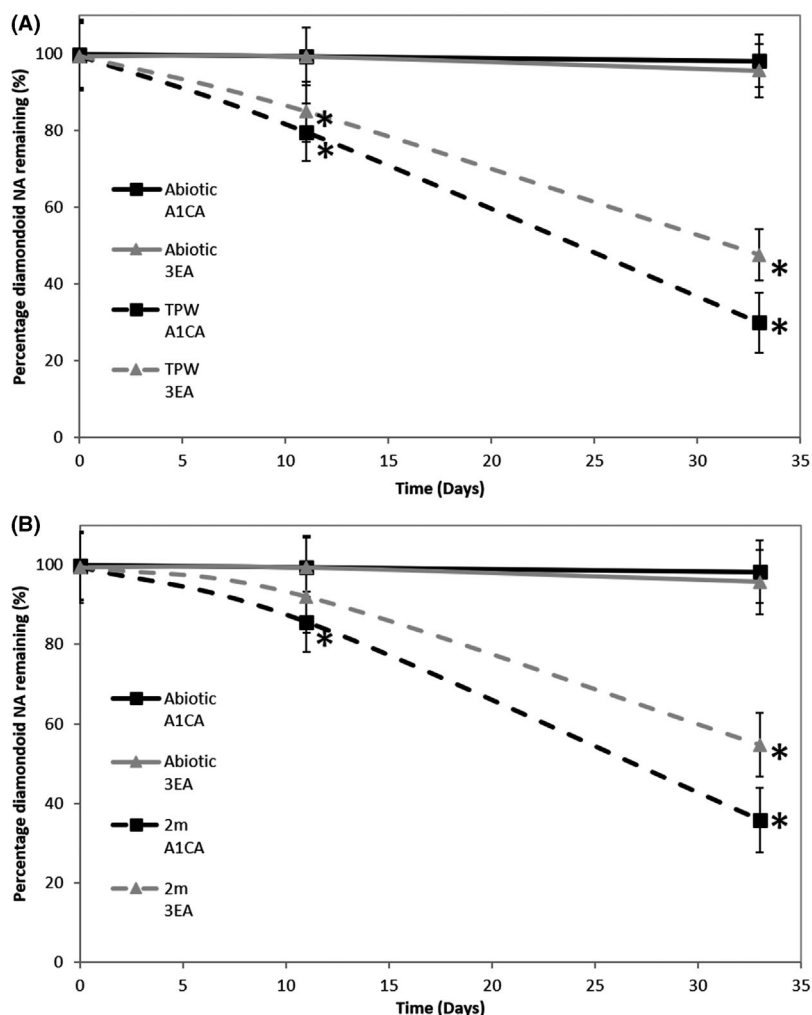 (A)
Percentage diamondoid NA remaining (%)
100
80
60
40
20
0
Abiotic
A1CA
Abiotic
3EA
TPW
A1CA
TPW
3EA
*
*
*
*
0 5 10 15 20 25 30 35
Time (Days)
(B)
Percentage diamondoid NA remaining (%)
100
80
60
40
20
0
Abiotic
A1CA
Abiotic
3EA
2m
A1CA
2m
3EA
*
*
*
0 5 10 15 20 25 30 35
Time (Days)